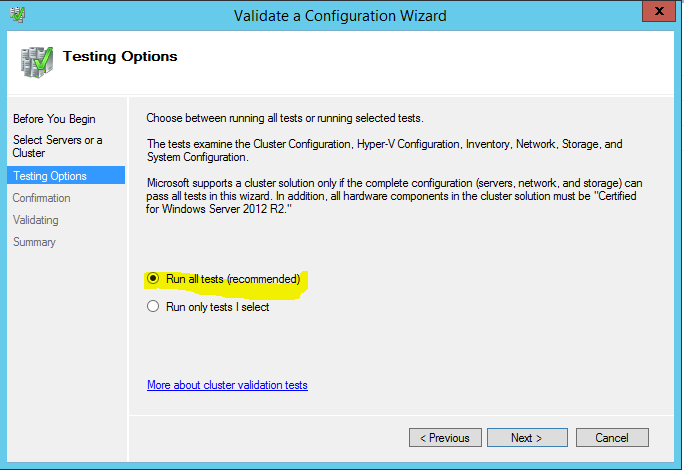 Validate a Configuration Wizard
X
Testing Options
Before You Begin
Select Servers or a
Cluster
Testing Options
Confirmation
Validating
Summary
Choose between running all tests or running selected tests.
The tests examine the Cluster Configuration, Hyper-V Configuration, Inventory, Network, Storage, and
System Configuration.
Microsoft supports a cluster solution only if the complete configuration (servers, network, and storage) can
pass all tests in this wizard. In addition, all hardware components in the cluster solution must be "Certified
for Windows Server 2012 R2."
Run all tests (recommended)
Run only tests I select
More about cluster validation tests
< Previous
Next >
Cancel